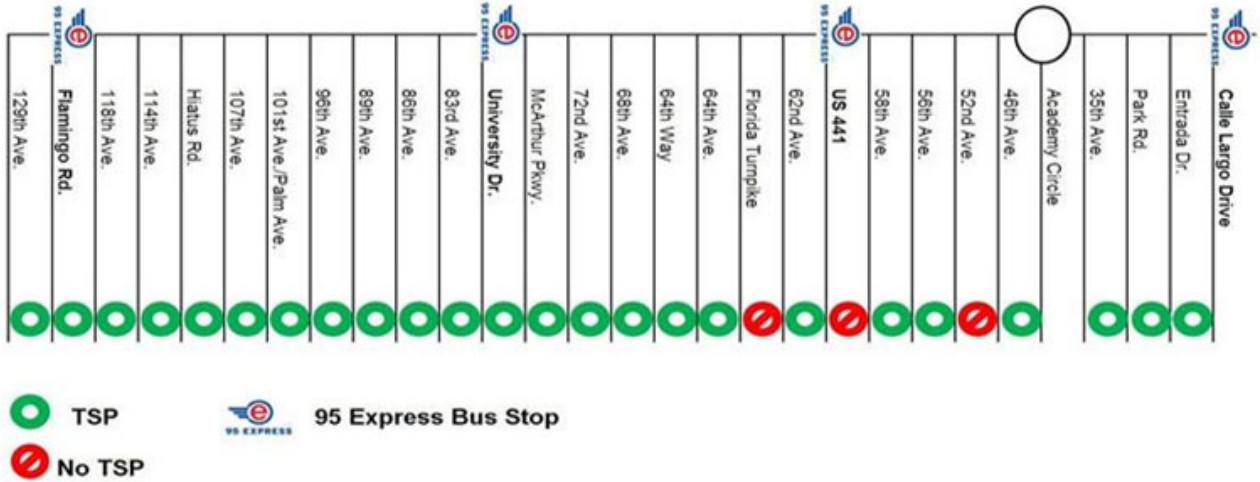 95 EXPRESS
e
95 EXPRESS
e
95 EXPRESS
e
95 EXPRESS
e
129th Ave.
Flamingo Rd.
118th Ave.
114th Ave.
Hiatus Rd.
107th Ave.
101st Ave./Palm Ave.
96th Ave.
89th Ave.
86th Ave.
83rd Ave.
University Dr.
McArthur Pkwy.
72nd Ave.
68th Ave.
64th Way
64th Ave.
Florida Turnpike
62nd Ave.
US 441
58th Ave.
56th Ave.
52nd Ave.
46th Ave.
Academy Circle
35th Ave.
Park Rd.
Entrada Dr.
Calle Largo Drive
TSP
e
95 EXPRESS
95 Express Bus Stop
No TSP